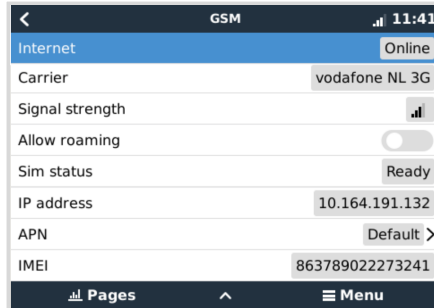 GSM 11:41
Internet Online
Carrier vodafone NL 3G
Signal strength
Allow roaming
Sim status Ready
IP address 10.164.191.132
APN Default
IMEI 863789022273241
Pages Menu